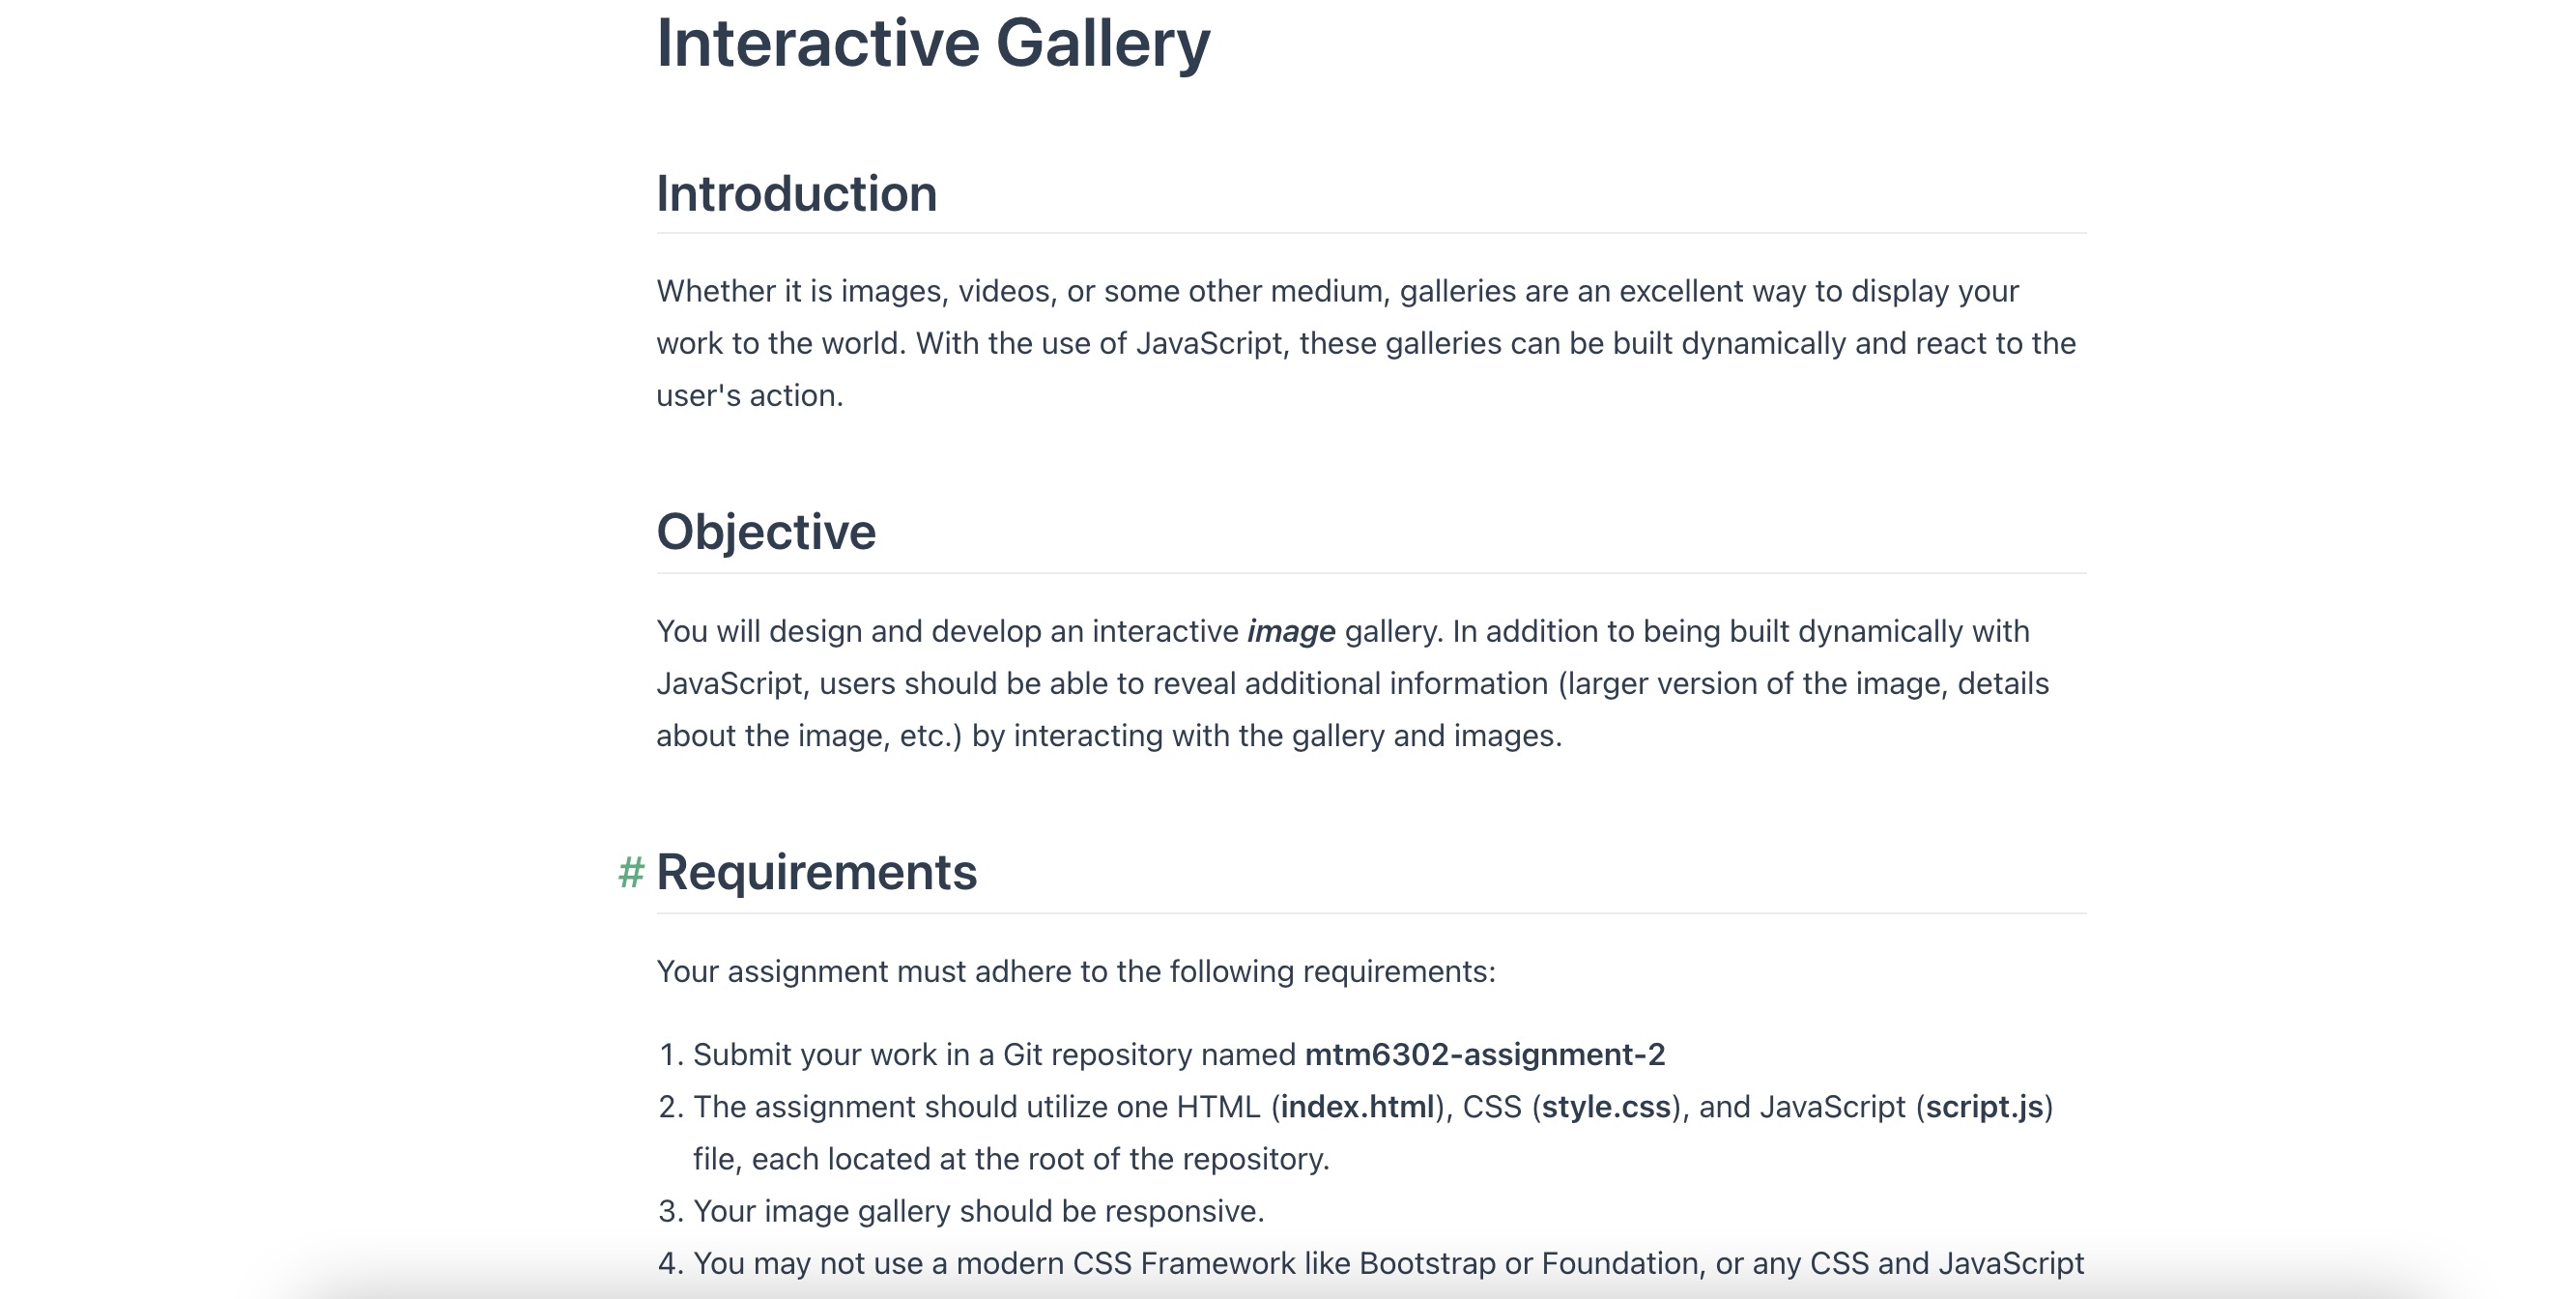 Interactive Gallery
Introduction
Whether it is images, videos, or some other medium, galleries are an excellent way to display your
work to the world. With the use of JavaScript, these galleries can be built dynamically and react to the
user's action.
Objective
You will design and develop an interactive image gallery. In addition to being built dynamically with
JavaScript, users should be able to reveal additional information (larger version of the image, details
about the image, etc.) by interacting with the gallery and images.
# Requirements
Your assignment must adhere to the following requirements:
1. Submit your work in a Git repository named mtm6302-assignment-2
2. The assignment should utilize one HTML (index.html), CSS (style.css), and JavaScript (script.js)
file, each located at the root of the repository.
3. Your image gallery should be responsive.
4. You may not use a modern CSS Framework like Bootstrap or Foundation, or any CSS and JavaScript